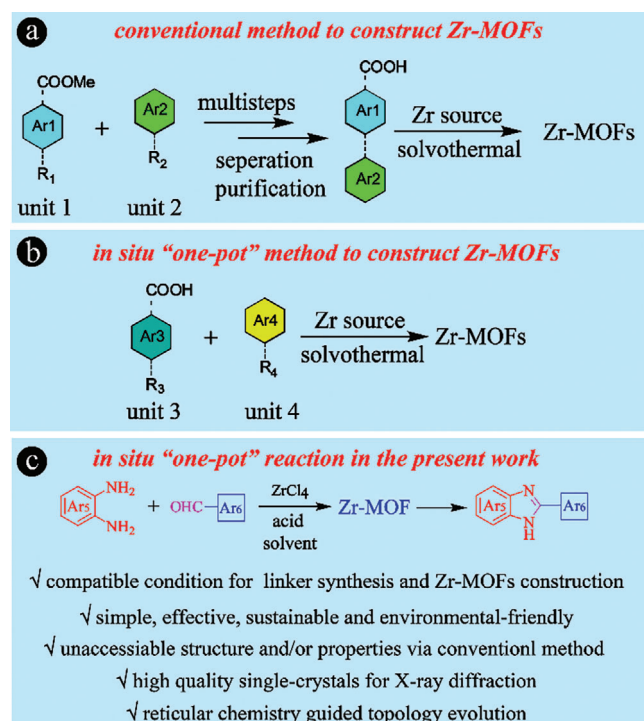 a conventional method to construct Zr-MOFs
COOMe
Ar1
R1
unit 1
+
Ar2
R2
unit 2
multisteps
seperation
purification
COOH
Ar1
Ar2
Zr source
solvothermal
Zr-MOFs
b in situ “one-pot” method to construct Zr-MOFs
COOH
Ar3
R3
unit 3
+
Ar4
R4
unit 4
Zr source
solvothermal
Zr-MOFs
c in situ “one-pot” reaction in the present work
Ar5
NH2
NH2
+
OHC
Ar6
ZrCl4
acid
solvent
Zr-MOF
Ar5
N
N
H
Ar6
√ compatible condition for linker synthesis and Zr-MOFs construction
√ simple, effective, sustainable and environmental-friendly
√ unaccessiable structure and/or properties via conventionl method
√ high quality single-crystals for X-ray diffraction
√ reticular chemistry guided topology evolution